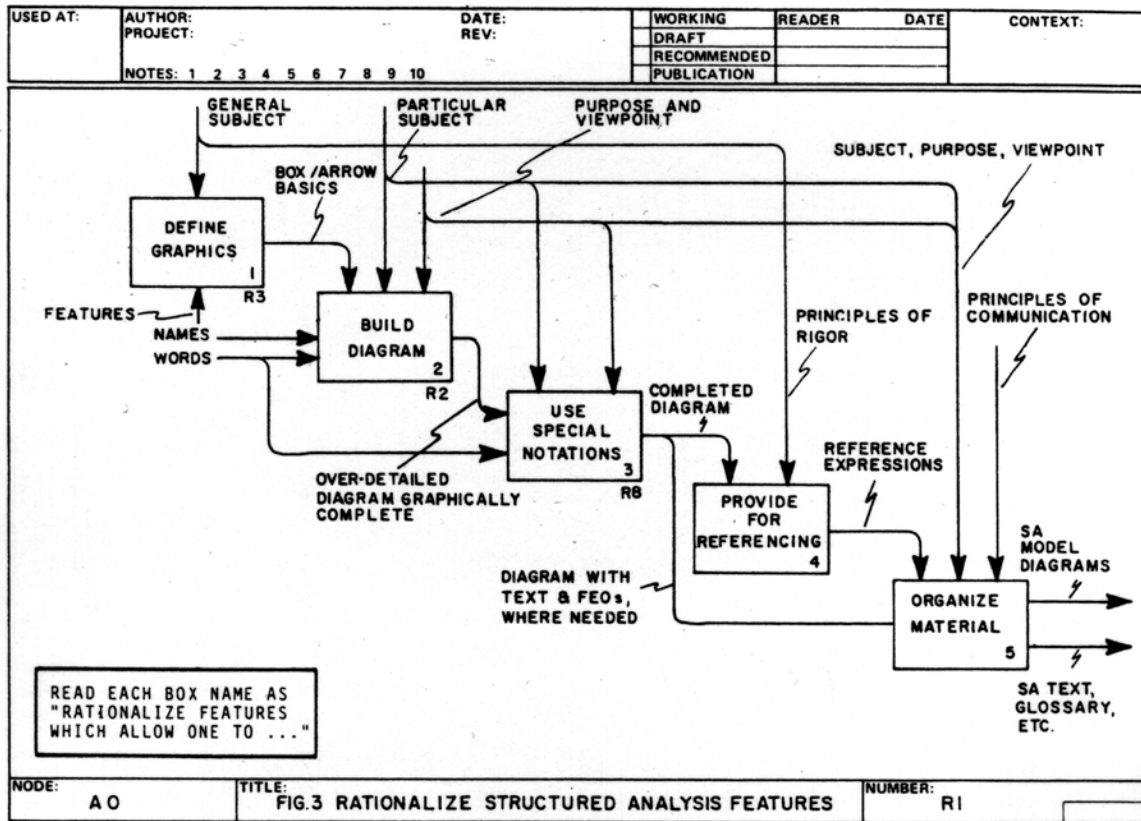 USED AT:
AUTHOR:
PROJECT:
DATE:
REV:
NOTES: 1 2 3 4 5 6 7 8 9 10
WORKING
DRAFT
RECOMMENDED
PUBLICATION
READER DATE
CONTEXT:
GENERAL
SUBJECT
PARTICULAR
SUBJECT
PURPOSE AND
VIEWPOINT
SUBJECT, PURPOSE, VIEWPOINT
BOX/ARROW
BASICS
DEFINE
GRAPHICS
1
R3
FEATURES
NAMES
WORDS
BUILD
DIAGRAM
2
R2
PRINCIPLES OF
RIGOR
PRINCIPLES OF
COMMUNICATION
USE
SPECIAL
NOTATIONS
3
R8
COMPLETED
DIAGRAM
OVER-DETAILED
DIAGRAM GRAPHICALLY
COMPLETE
REFERENCE
EXPRESSIONS
PROVIDE
FOR
REFERENCING
4
DIAGRAM WITH
TEXT & FEOs,
WHERE NEEDED
SA
MODEL
DIAGRAMS
ORGANIZE
MATERIAL
5
SA TEXT,
GLOSSARY,
ETC.
READ EACH BOX NAME AS
"RATIONALIZE FEATURES
WHICH ALLOW ONE TO ..."
NODE:
A0
TITLE:
FIG.3 RATIONALIZE STRUCTURED ANALYSIS FEATURES
NUMBER:
R1